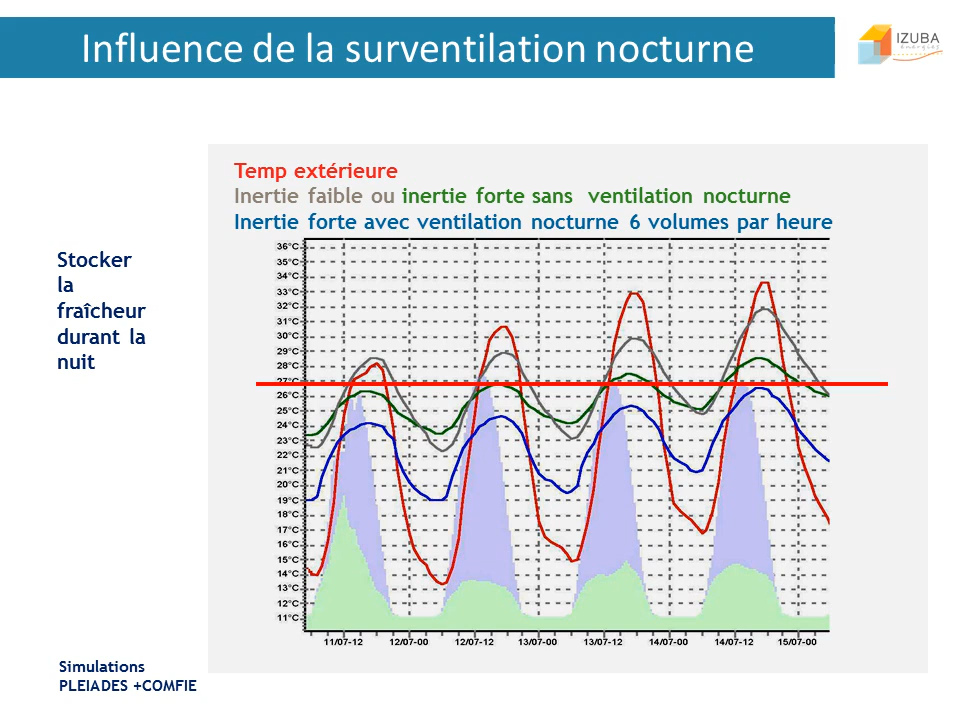 Influence de la surventilation nocturne
IZUBA
énergies
Temp extérieure
Inertie faible ou inertie forte sans ventilation nocturne
Inertie forte avec ventilation nocturne 6 volumes par heure
Stocker
la
fraîcheur
durant la
nuit
36°C
35°C
34°C
33°C
32°C
31°C
30°C
29°C
28°C
27°C
26°C
25°C
24°C
23°C
22°C
21°C
20°C
19°C
18°C
17°C
16°C
15°C
14°C
13°C
12°C
11°C
11/07-12 12/07-00 12/07-12 13/07-00 13/07-12 14/07-00 14/07-12 15/07-00
Simulations
PLEIADES +COMFIE